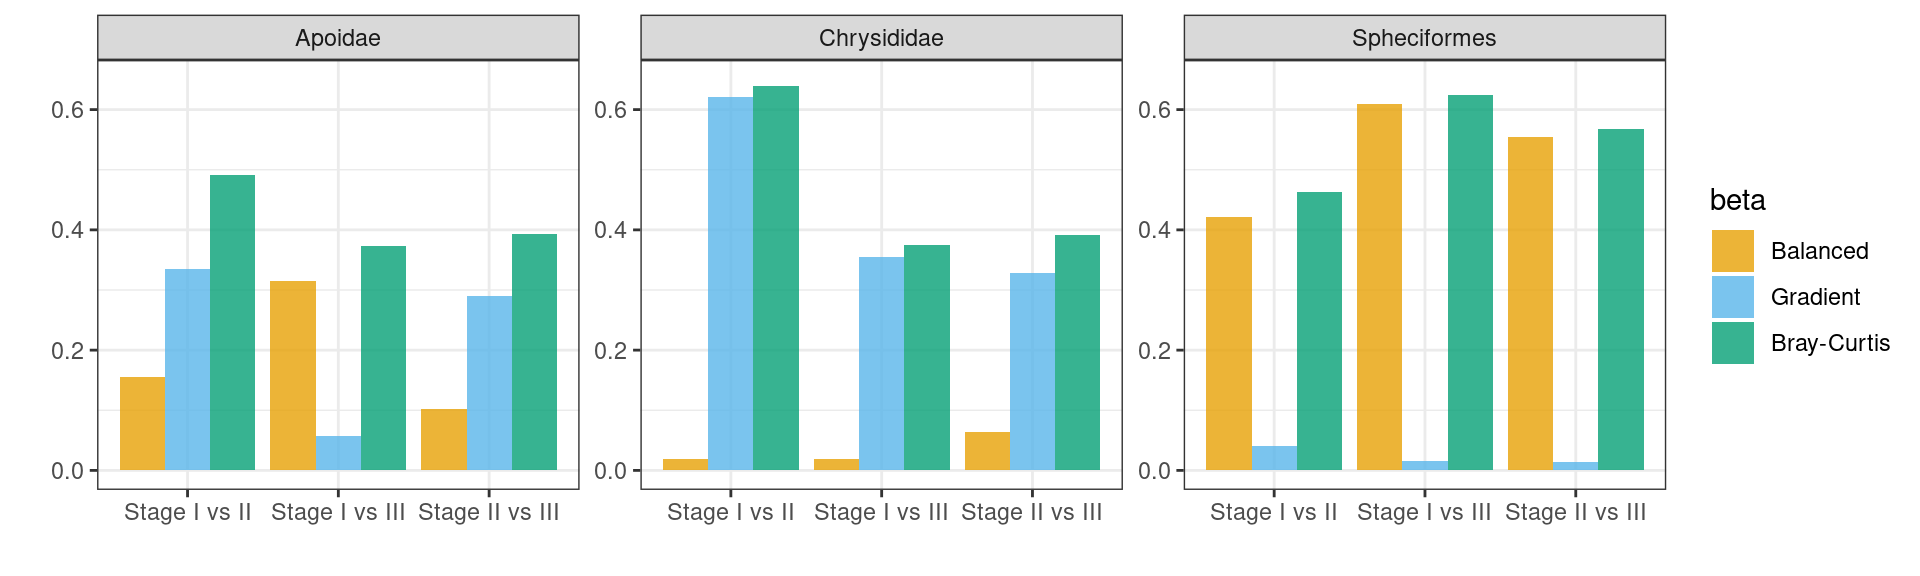 Apoidae
Chrysididae
Spheciformes
0.6
0.4
0.2
0.0
0.6
0.4
0.2
0.0
0.6
0.4
0.2
0.0
Stage I vs II
Stage I vs III
Stage II vs III
Stage I vs II
Stage I vs III
Stage II vs III
Stage I vs II
Stage I vs III
Stage II vs III
beta
Balanced
Gradient
Bray-Curtis